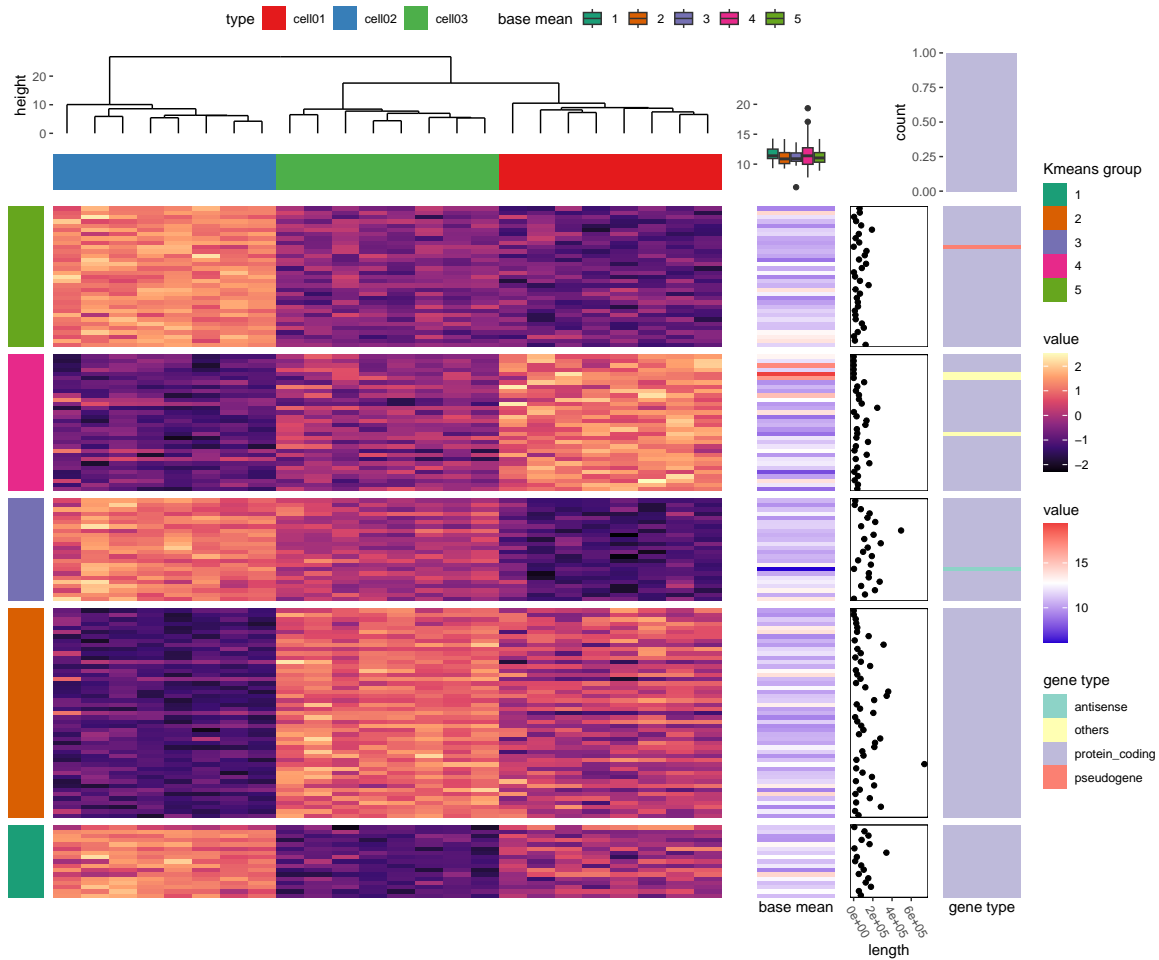 type cell01 cell02 cell03 base mean 1 2 3 4 5
height
20
10
0
20
15
10
count
1.00
0.75
0.50
0.25
0.00
Kmeans group
1
2
3
4
5
value
2
1
0
−1
−2
value
15
10
gene type
antisense
others
protein_coding
pseudogene
base mean
0e+00
2e+05
4e+05
6e+05
length
gene type